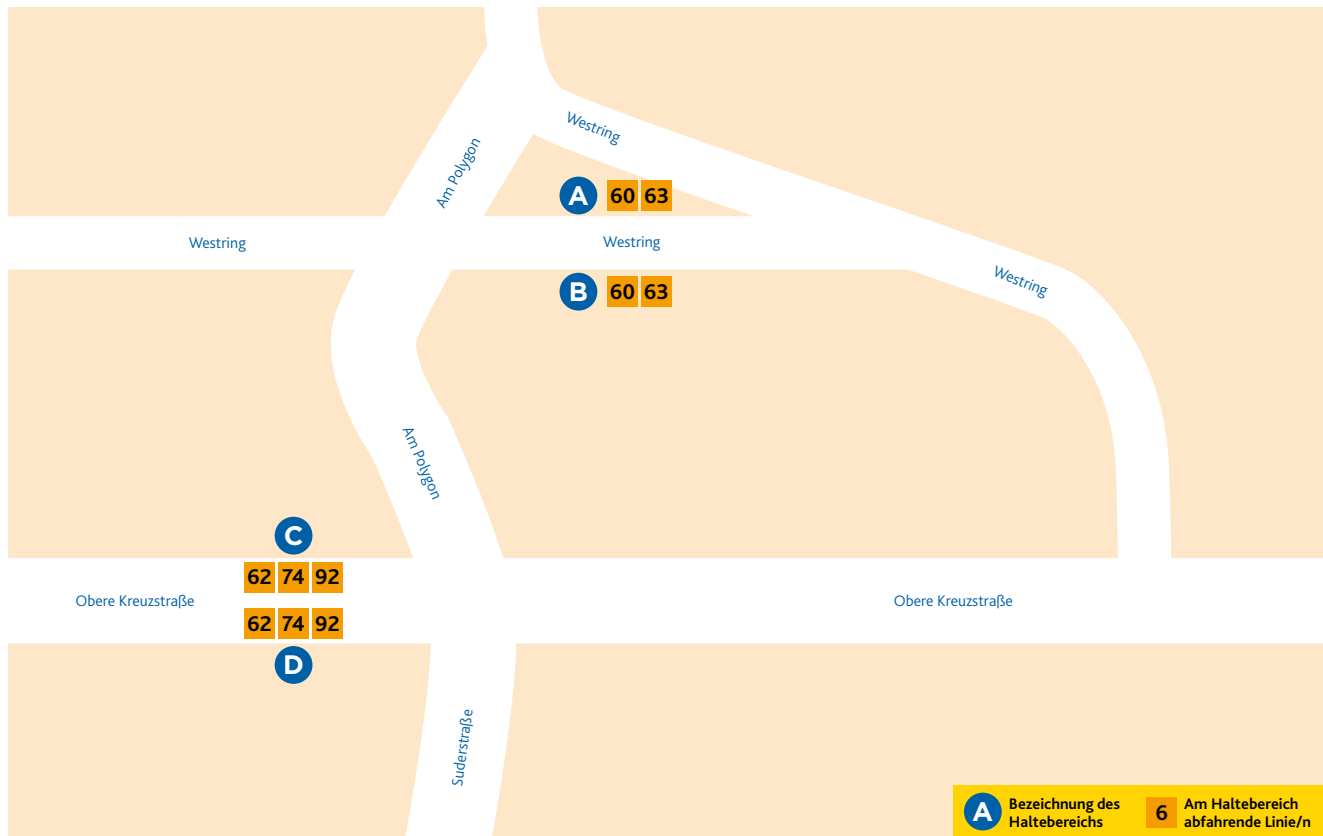 Westring
Am Polygon
A 60 63
Westring
Westring
B 60 63
Westring
Am Polygon
C
62 74 92
Obere Kreuzstraße
Obere Kreuzstraße
62 74 92
D
Suderstraße
A Bezeichnung des
Haltebereichs
6 Am Haltebereich
abfahrende Linie/n